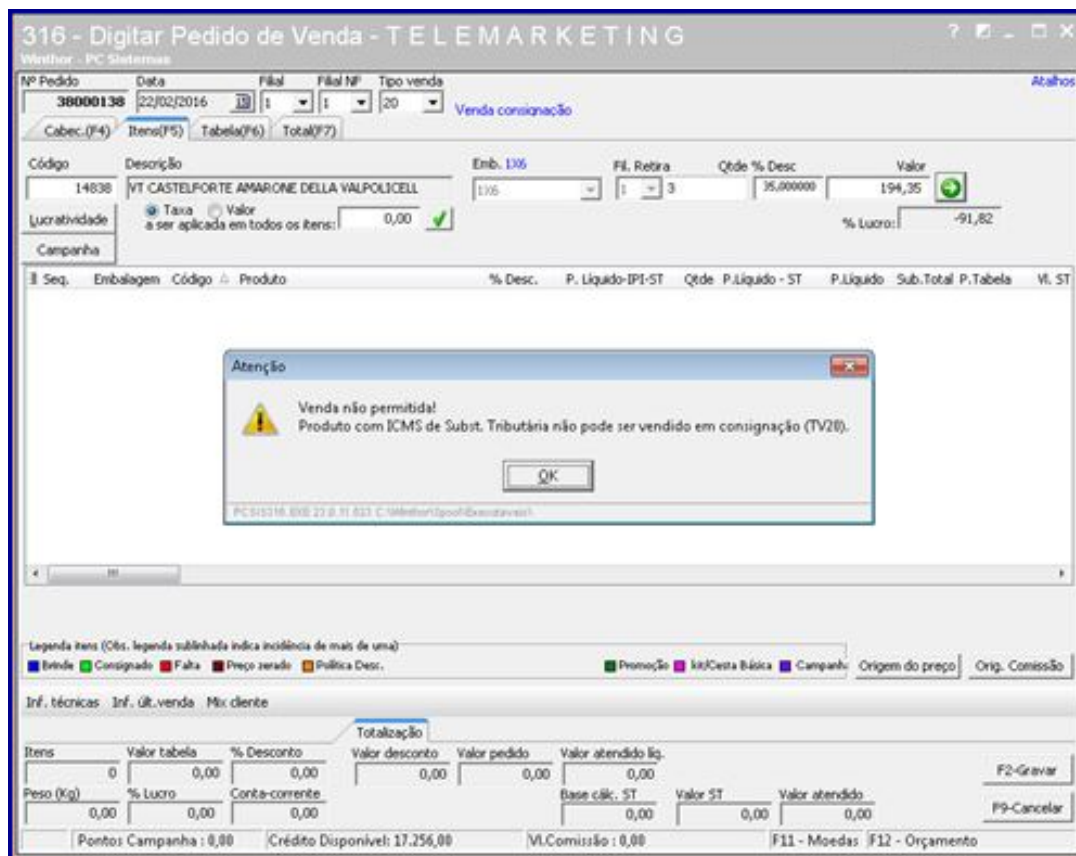 316 - Digitar Pedido de Venda - T E L E M A R K E T I N G
Winthor - PC Sistemas
Nº Pedido Data Filial Filial NF Tipo venda Atalhos
38000138 22/02/2016 1 1 20 Venda consignação
Cabec.(F4) Itens(F5) Tabela(F6) Total(F7)
Código Descrição Emb. 1X6 Fil. Retira Qtde % Desc Valor
14838 VT CASTELFORTE AMARONE DELLA VALPOLICELL 1X6 1 3 35,000000 194,35
Lucratividade Taxa Valor
a ser aplicada em todos os itens: 0,00 % Lucro: -91,82
Campanha
Seq. Embalagem Código Produto % Desc. P. Líquido-IPI-ST Qtde P.Líquido - ST P.Líquido Sub.Total P.Tabela Vl. ST
Atenção
Venda não permitida!
Produto com ICMS de Subst. Tributária não pode ser vendido em consignação (TV20).
OK
Legenda itens (Obs. legenda sublinhada indica incidência de mais de uma)
Brinde Consignado Falta Preço zerado Política Desc. Promoção kit/Cesta Básica Campanh Origem do preço Orig. Comissão
Inf. técnicas Inf. últ.venda Mix cliente
Totalização
Itens Valor tabela % Desconto Valor desconto Valor pedido Valor atendido líq.
0 0,00 0,00 0,00 0,00 0,00 F2-Gravar
Peso (Kg) % Lucro Conta-corrente Base cálc. ST Valor ST Valor atendido
0,00 0,00 0,00 0,00 0,00 0,00 F9-Cancelar
Pontos Campanha : 0,00 Crédito Disponível: 17.256,00 Vl.Comissão : 0,00 F11 - Moedas F12 - Orçamento